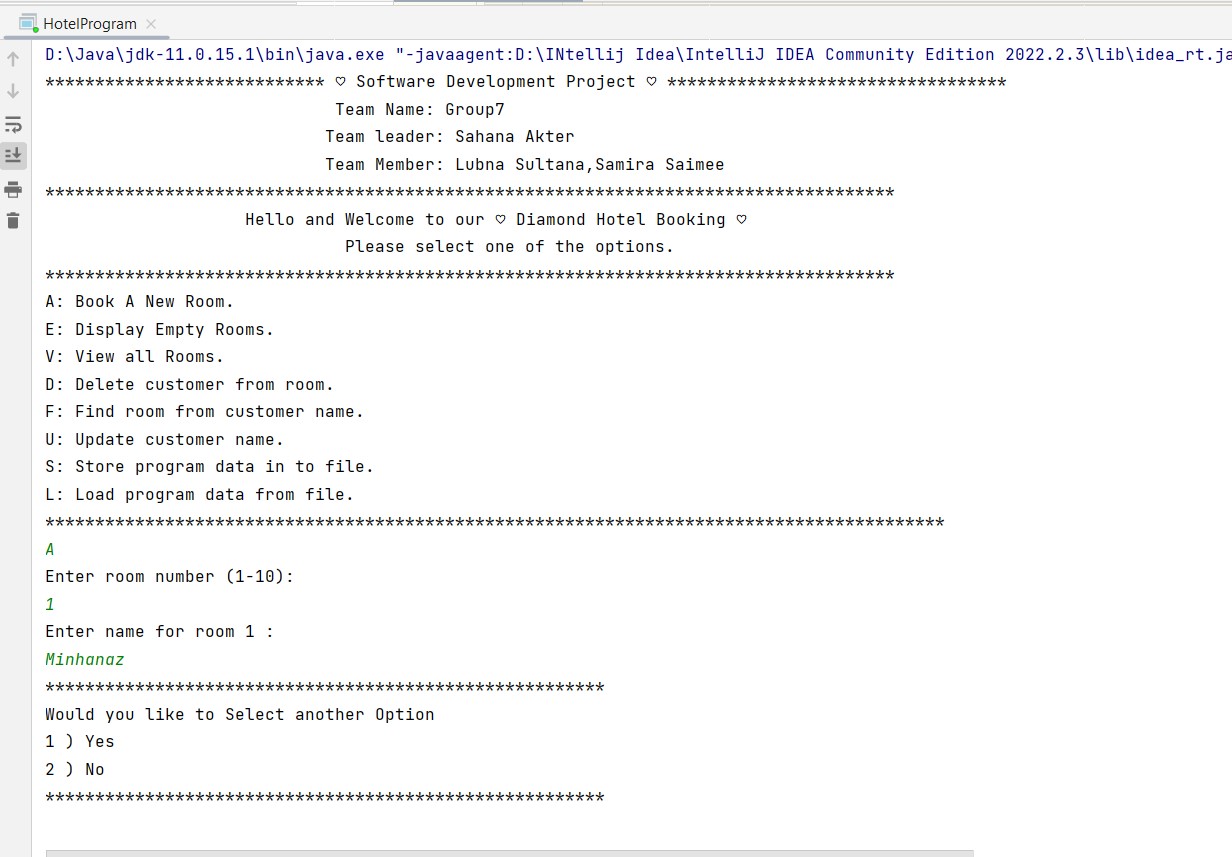 HotelProgram
D:\Java\jdk-11.0.15.1\bin\java.exe "-javaagent:D:\INtellij Idea\IntelliJ IDEA Community Edition 2022.2.3\lib\idea_rt.ja
**************************** ♡ Software Development Project ♡ **********************************
Team Name: Group7
Team leader: Sahana Akter
Team Member: Lubna Sultana,Samira Saimee
*************************************************************************************
Hello and Welcome to our ♡ Diamond Hotel Booking ♡
Please select one of the options.
*************************************************************************************
A: Book A New Room.
E: Display Empty Rooms.
V: View all Rooms.
D: Delete customer from room.
F: Find room from customer name.
U: Update customer name.
S: Store program data in to file.
L: Load program data from file.
******************************************************************************************
A
Enter room number (1-10):
1
Enter name for room 1 :
Minhanaz
********************************************************
Would you like to Select another Option
1 ) Yes
2 ) No
********************************************************